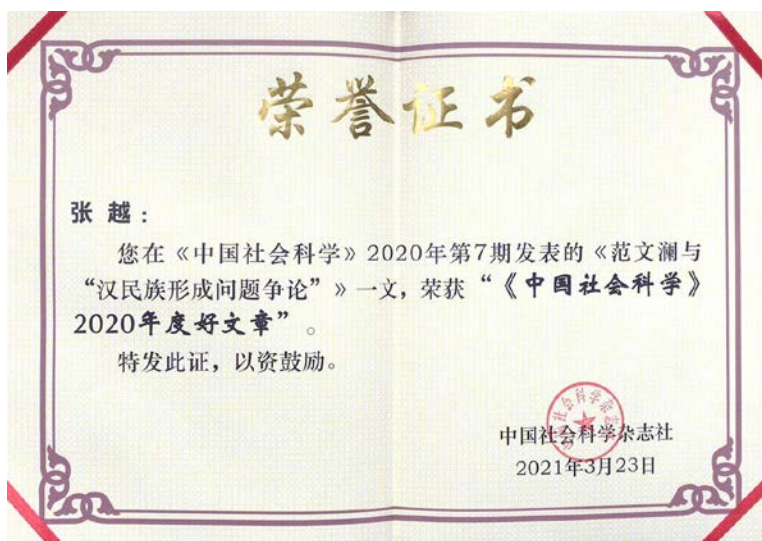 荣誉证书
张越：
您在《中国社会科学》2020年第7期发表的《范文澜与
“汉民族形成问题争论”》一文，荣获“《中国社会科学》
2020年度好文章”。
特发此证，以资鼓励。
中国社会科学杂志社
2021年3月23日